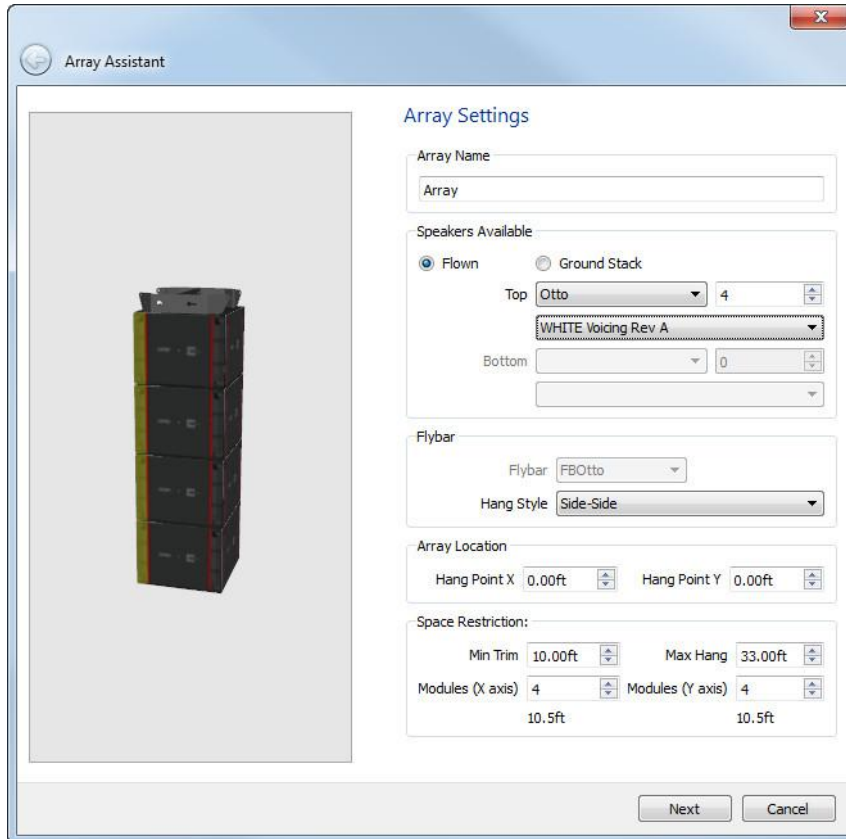 Array Assistant
Array Settings
Array Name
Array
Speakers Available
Flown Ground Stack
Top Otto 4
WHITE Voicing Rev A
Bottom 0
Flybar
Flybar FBOtto
Hang Style Side-Side
Array Location
Hang Point X 0.00ft Hang Point Y 0.00ft
Space Restriction:
Min Trim 10.00ft Max Hang 33.00ft
Modules (X axis) 4 Modules (Y axis) 4
10.5ft 10.5ft
Next Cancel